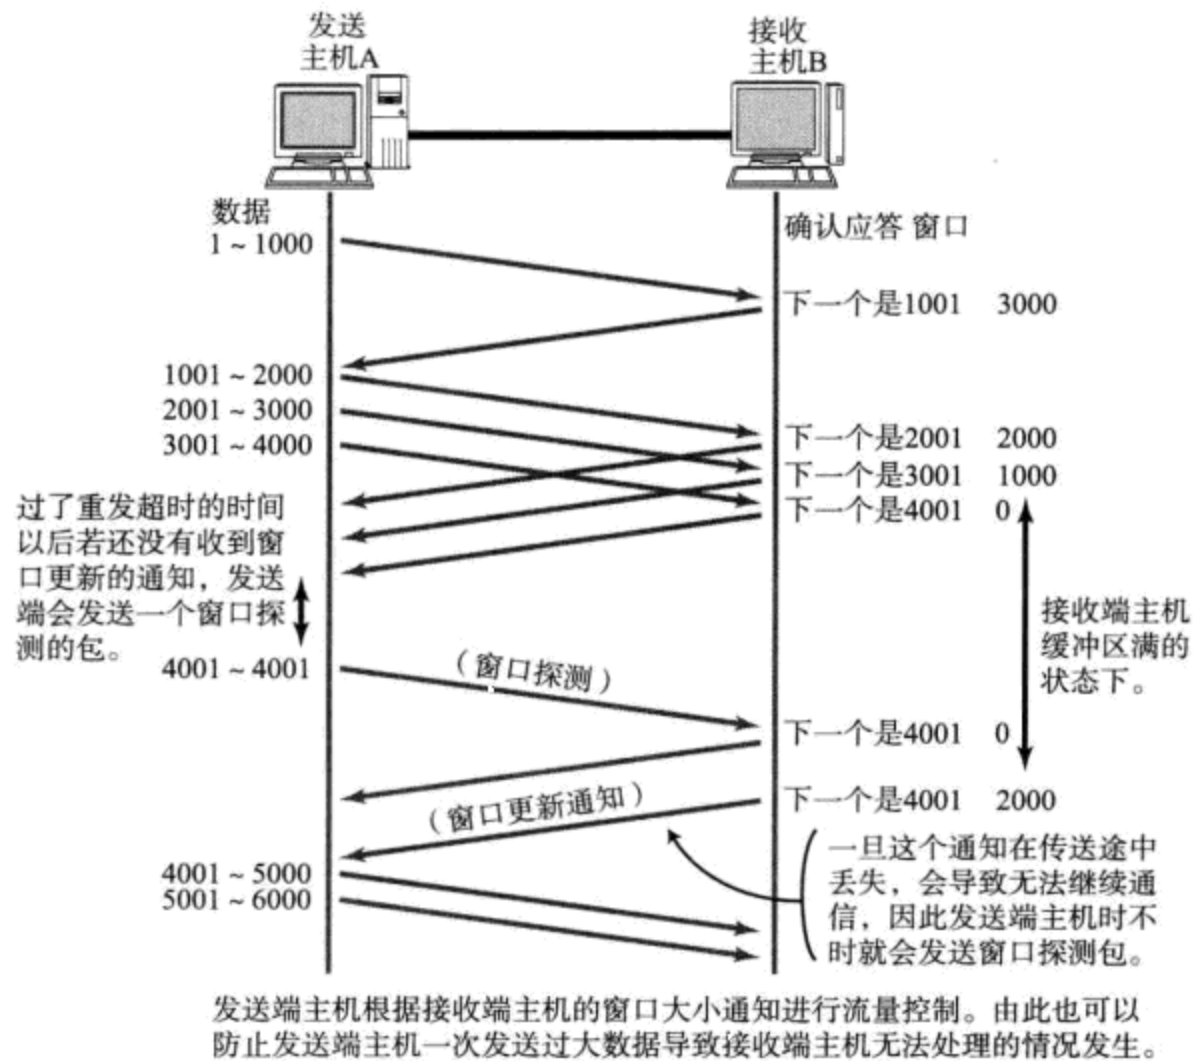 发送
主机A
接收
主机B
数据
确认应答 窗口
1～1000
下一个是1001 3000
1001～2000
2001～3000
3001～4000
下一个是2001 2000
下一个是3001 1000
下一个是4001 0
过了重发超时的时间
以后若还没有收到窗
口更新的通知，发送
端会发送一个窗口探
测的包。
接收端主机
缓冲区满的
状态下。
4001～4001
（窗口探测）
下一个是4001 0
（窗口更新通知）
下一个是4001 2000
4001～5000
5001～6000
一旦这个通知在传送途中
丢失，会导致无法继续通
信，因此发送端主机时不
时就会发送窗口探测包。
发送端主机根据接收端主机的窗口大小通知进行流量控制。由此也可以
防止发送端主机一次发送过大数据导致接收端主机无法处理的情况发生。